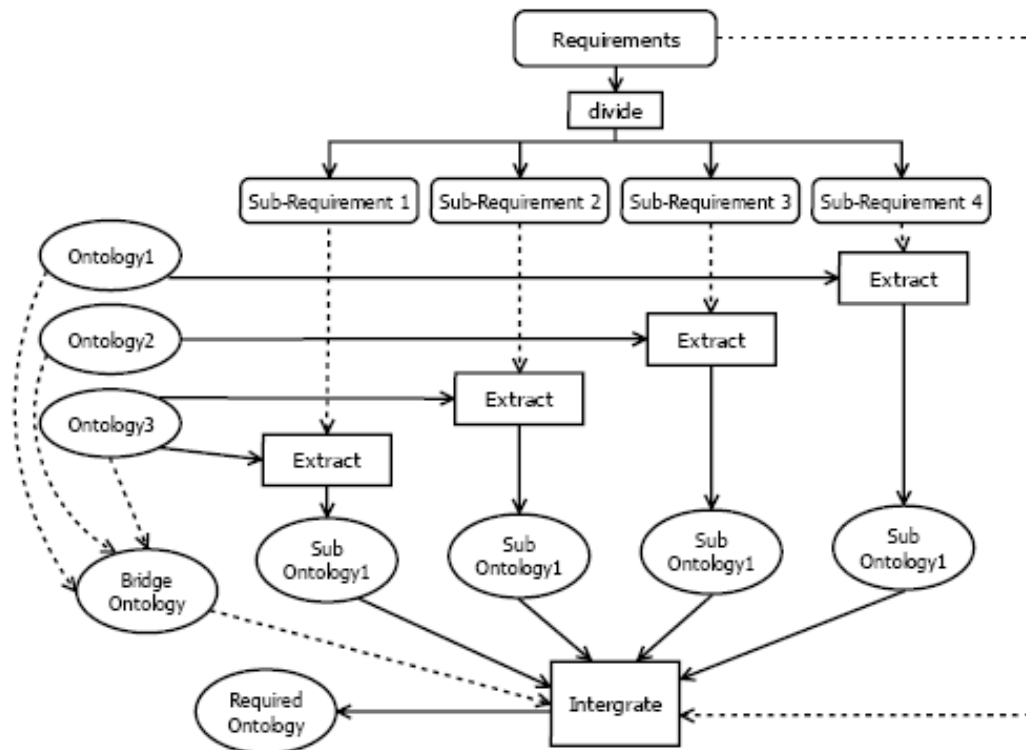 Requirements
divide
Sub-Requirement 1
Sub-Requirement 2
Sub-Requirement 3
Sub-Requirement 4
Ontology1
Extract
Ontology2
Extract
Extract
Ontology3
Extract
Sub
Ontology1
Sub
Ontology1
Sub
Ontology1
Sub
Ontology1
Bridge
Ontology
Required
Ontology
Intergrate